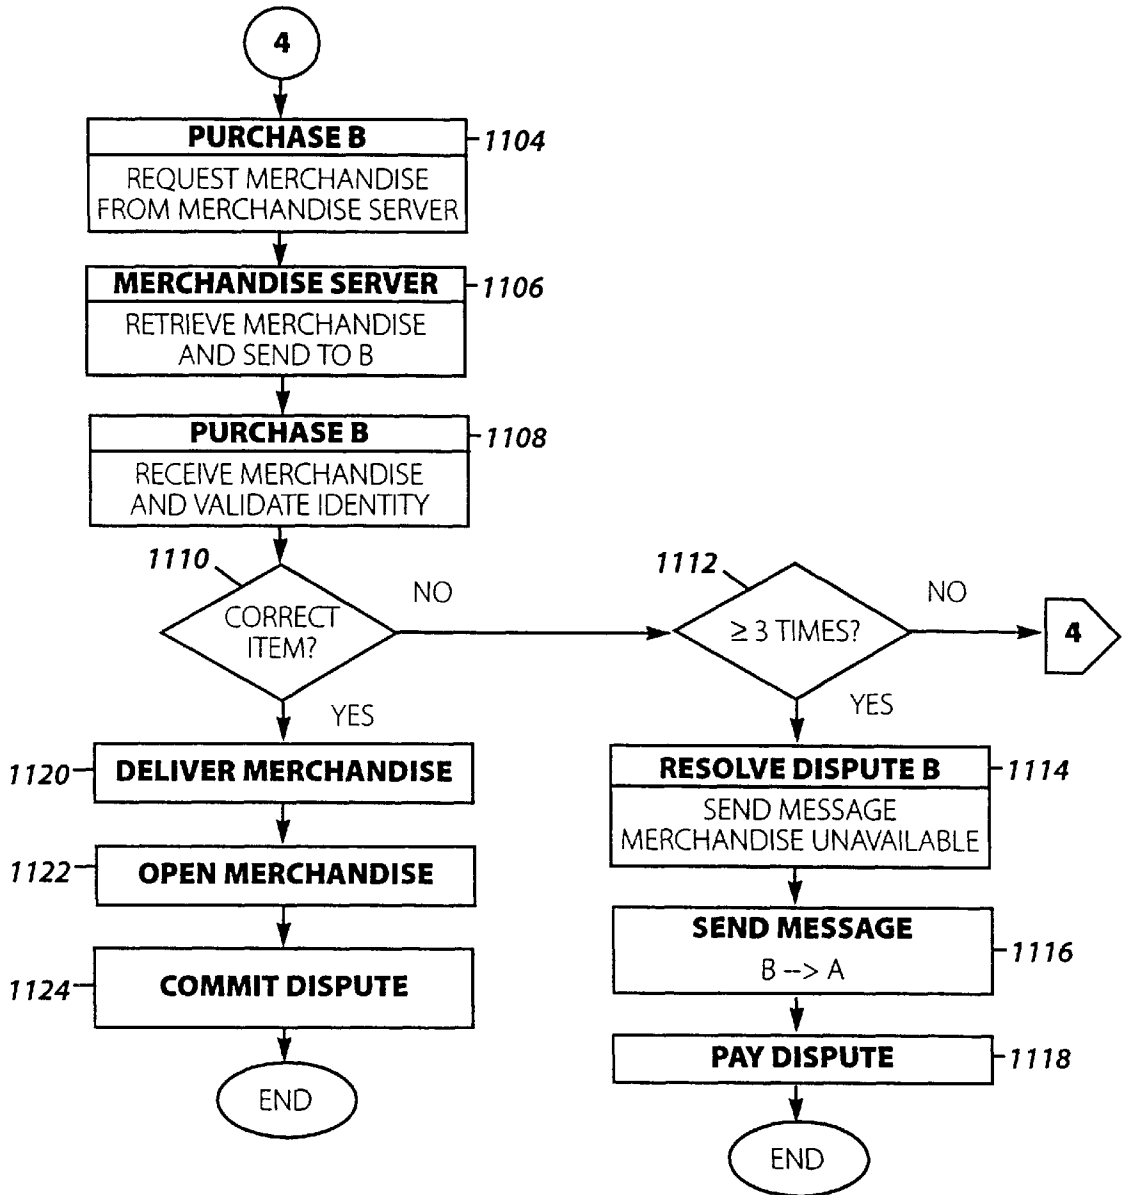 4
PURCHASE B
1104
REQUEST MERCHANDISE
FROM MERCHANDISE SERVER
MERCHANDISE SERVER
1106
RETRIEVE MERCHANDISE
AND SEND TO B
PURCHASE B
1108
RECEIVE MERCHANDISE
AND VALIDATE IDENTITY
1110
CORRECT
ITEM?
NO
1112
≥ 3 TIMES?
NO
4
YES
1120
DELIVER MERCHANDISE
1122
OPEN MERCHANDISE
1124
COMMIT DISPUTE
END
YES
RESOLVE DISPUTE B
1114
SEND MESSAGE
MERCHANDISE UNAVAILABLE
SEND MESSAGE
B --> A
1116
PAY DISPUTE
1118
END